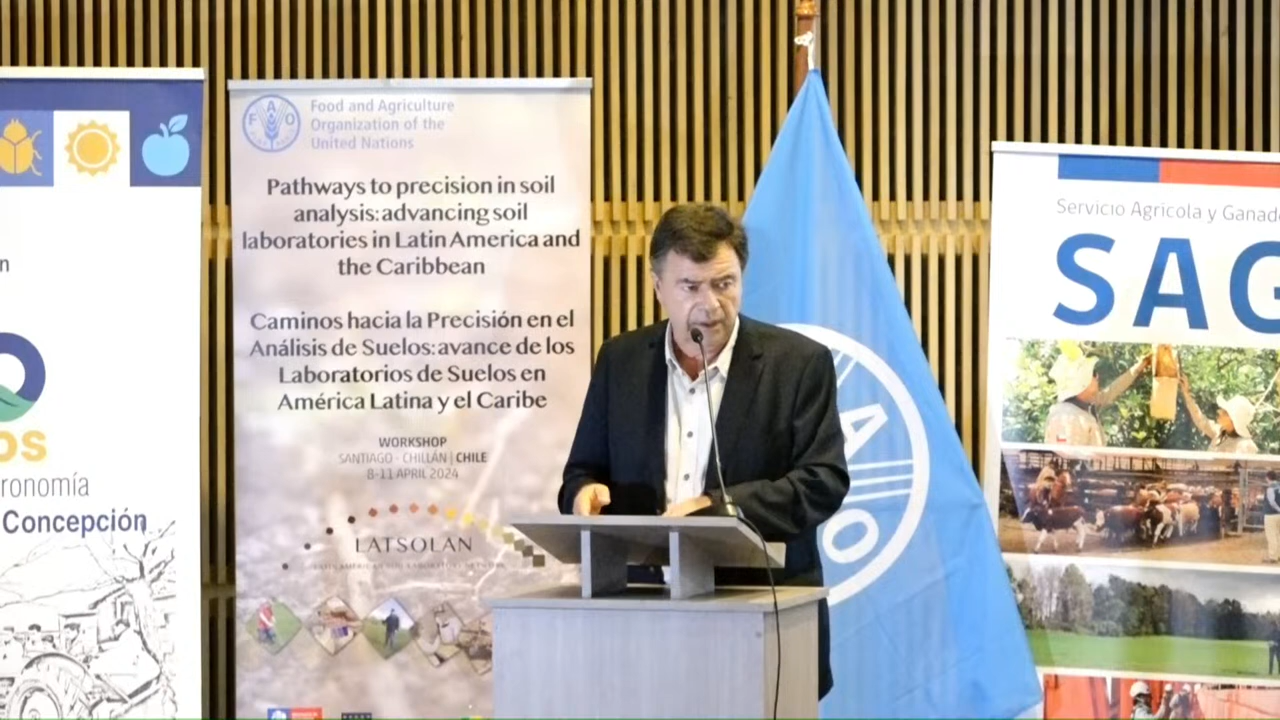 n
os
ronomía
Concepción
F A O
Food and Agriculture
Organization of the
United Nations
Pathways to precision in soil
analysis:advancing soil
laboratories in Latin America and
the Caribbean
Caminos hacia la Precisión en el
Análisis de Suelos:avance de los
Laboratorios de Suelos en
América Latina y el Caribe
WORKSHOP
SANTIAGO - CHILLÁN | CHILE
8-11 APRIL 2024
LATSOLAN
A
O
Servicio Agrícola y Ganade
SAG